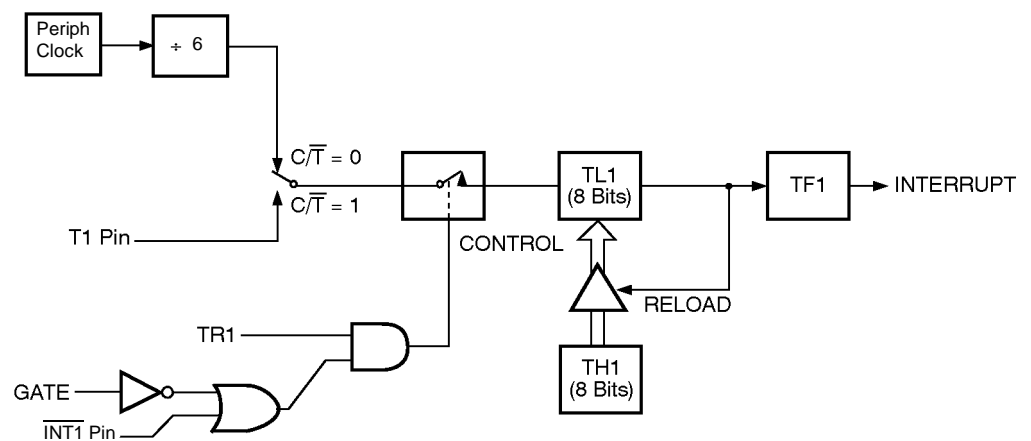 Periph
Clock
÷ 6
C/T̅ = 0
C/T̅ = 1
TL1
(8 Bits)
TF1
INTERRUPT
T1 Pin
CONTROL
RELOAD
TR1
TH1
(8 Bits)
GATE
I̅N̅T̅1̅ Pin